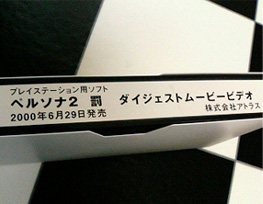 プレイステーション用ソフト
ペルソナ2 罰 ダイジェストムービービデオ
2000年6月29日発売 株式会社アトラス